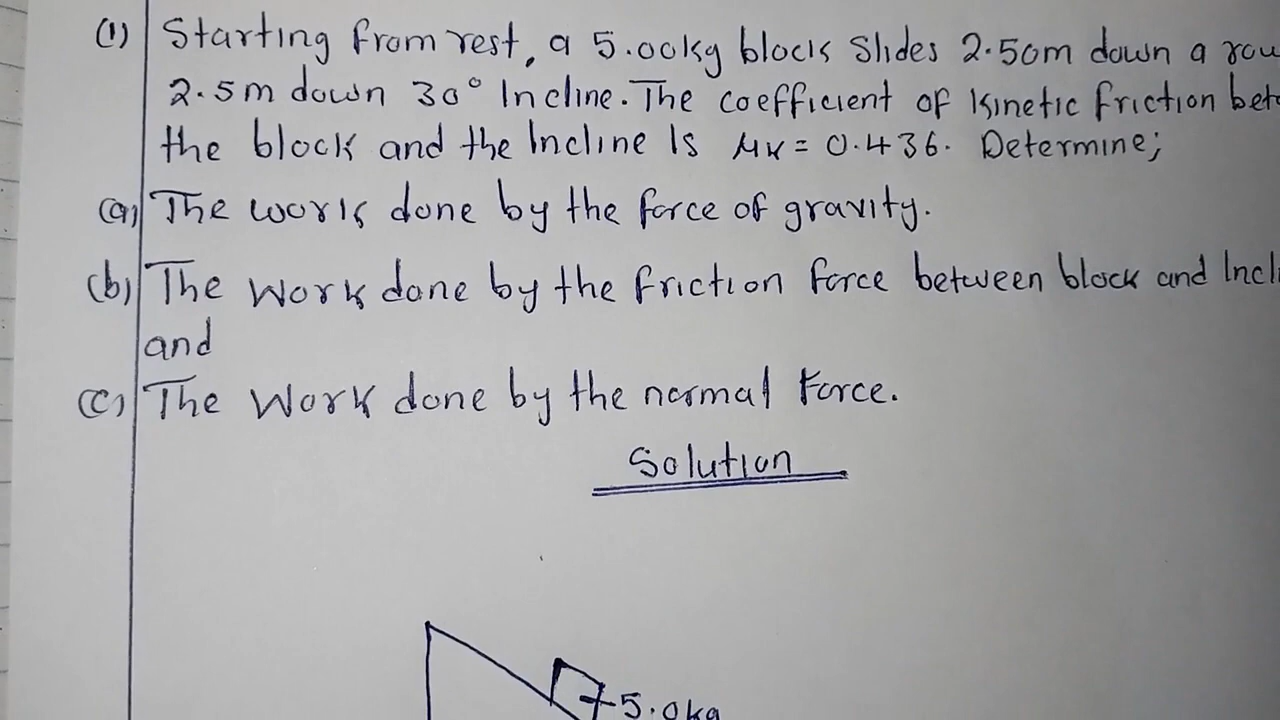 (1) Starting from rest, a 5.00kg block Slides 2.50m down a rou
2.5m down 30° Incline. The coefficient of kinetic friction bet
the block and the Incline Is μk = 0.436. Determine;
(a) The work done by the force of gravity.
(b) The Work done by the friction force between block and Incli
and
(c) The Work done by the normal Force.
Solution
5.0kg